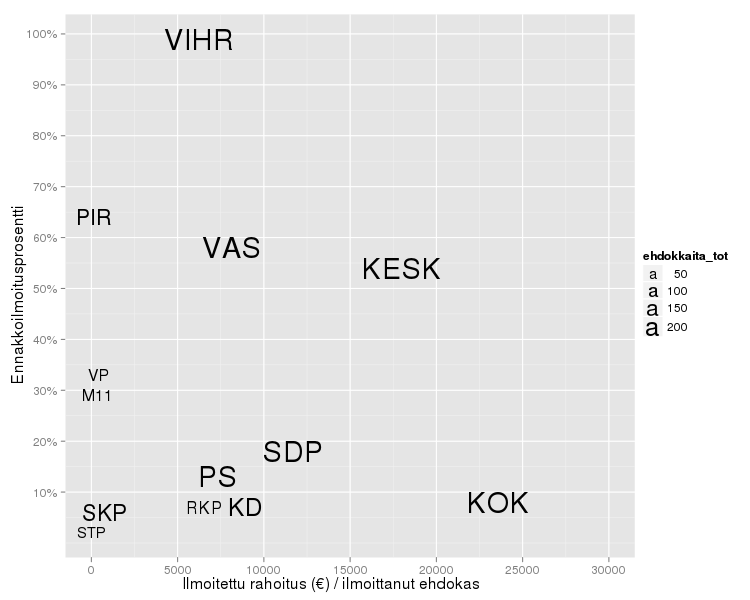 100%
VIHR
90%
80%
70%
PIR
60%
VAS
KESK
50%
40%
VP
M11
30%
20%
SDP
PS
10%
SKP
RKP
KD
KOK
STP
0
5000
10000
15000
20000
25000
30000
Ilmoitettu rahoitus (€) / ilmoittanut ehdokas
Ennakkoilmoitusprosentti
ehdokkaita_tot
a 50
a 100
a 150
a 200